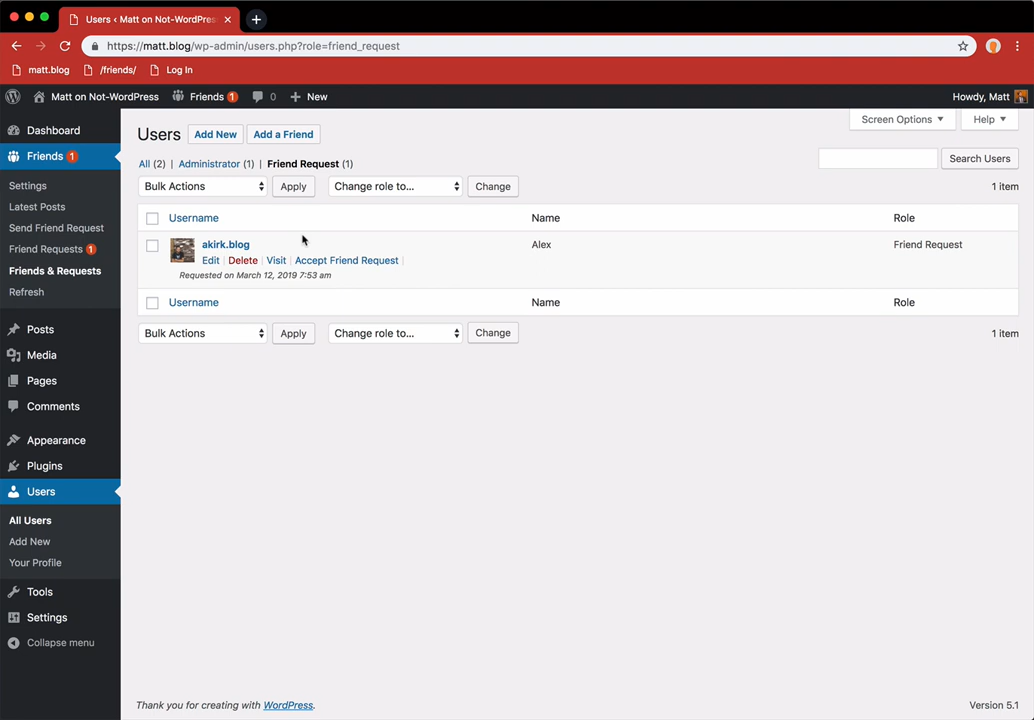 Users ‹ Matt on Not-WordPres
https://matt.blog/wp-admin/users.php?role=friend_request
matt.blog /friends/ Log In
Matt on Not-WordPress Friends 1 0 New Howdy, Matt
Screen Options Help
Dashboard
Friends 1
Settings
Latest Posts
Send Friend Request
Friend Requests 1
Friends & Requests
Refresh
Posts
Media
Pages
Comments
Appearance
Plugins
Users
All Users
Add New
Your Profile
Tools
Settings
Collapse menu
Users Add New Add a Friend
All (2) | Administrator (1) | Friend Request (1)
Search Users
Bulk Actions Apply Change role to... Change 1 item
Username Name Role
akirk.blog Alex Friend Request
Edit | Delete | Visit | Accept Friend Request |
Requested on March 12, 2019 7:53 am
Username Name Role
Bulk Actions Apply Change role to... Change 1 item
Thank you for creating with WordPress. Version 5.1